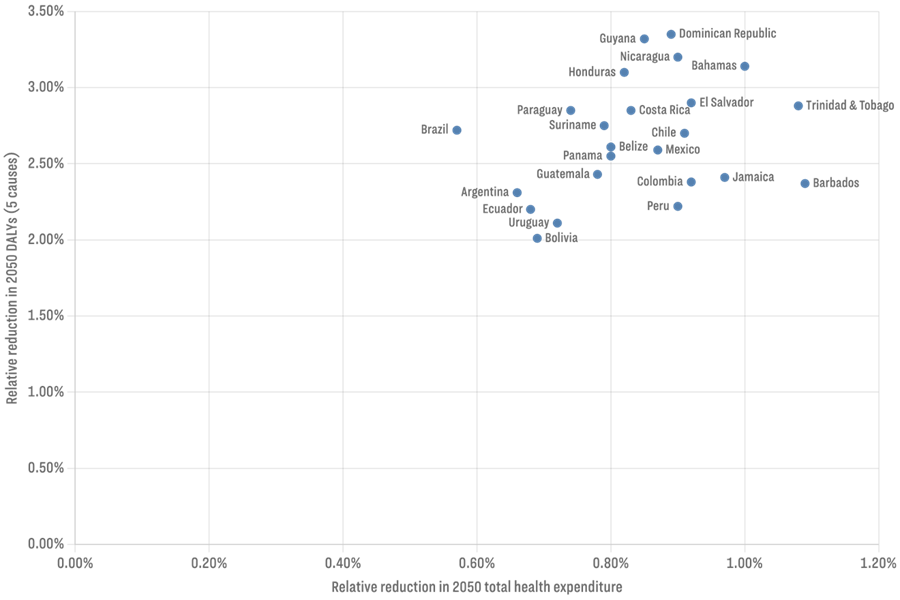 3.50%
Dominican Republic
Guyana
Nicaragua
Bahamas
Honduras
3.00%
El Salvador
Trinidad & Tobago
Paraguay
Costa Rica
Suriname
Brazil
Chile
Belize
Mexico
Panama
2.50%
Guatemala
Jamaica
Colombia
Barbados
Argentina
Ecuador
Peru
Uruguay
Bolivia
2.00%
1.50%
1.00%
0.50%
0.00%
Relative reduction in 2050 DALYs (5 causes)
0.00%
0.20%
0.40%
0.60%
0.80%
1.00%
1.20%
Relative reduction in 2050 total health expenditure